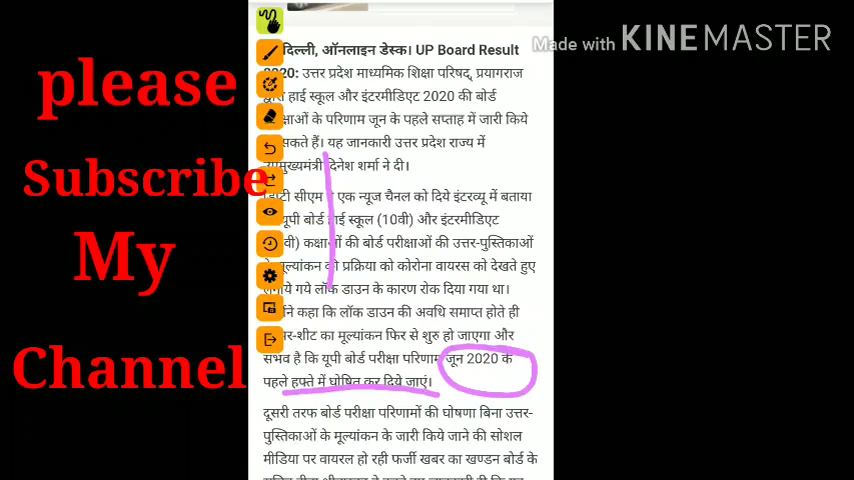 Made with KINEMASTER
please
Subscribe
My
Channel
दिल्ली, ऑनलाइन डेस्क। UP Board Result
2020: उत्तर प्रदेश माध्यमिक शिक्षा परिषद्, प्रयागराज
द्वारा हाई स्कूल और इंटरमीडिएट 2020 की बोर्ड
के परिणाम जून के पहले सप्ताह में जारी किये
सकते हैं। यह जानकारी उत्तर प्रदेश राज्य में
उपमुख्यमंत्री दिनेश शर्मा ने दी।
डिप्टी सीएम एक न्यूज चैनल को दिये इंटरव्यू में बताया
यूपी बोर्ड हाई स्कूल (10वी) और इंटरमीडिएट
कक्षाओं की बोर्ड परीक्षाओं की उत्तर-पुस्तिकाओं
मूल्यांकन की प्रक्रिया को कोरोना वायरस को देखते हुए
गये लॉक डाउन के कारण रोक दिया गया था।
कहा कि लॉक डाउन की अवधि समाप्त होते ही
का मूल्यांकन फिर से शुरु हो जाएगा और
संभव है कि यूपी बोर्ड परीक्षा परिणाम जून 2020 के
पहले हफ्ते में घोषित कर दिये जाएं।
दूसरी तरफ बोर्ड परीक्षा परिणामों की घोषणा बिना उत्तर-
पुस्तिकाओं के मूल्यांकन के जारी किये जाने की सोशल
मीडिया पर वायरल हो रही फर्जी खबर का खण्डन बोर्ड के